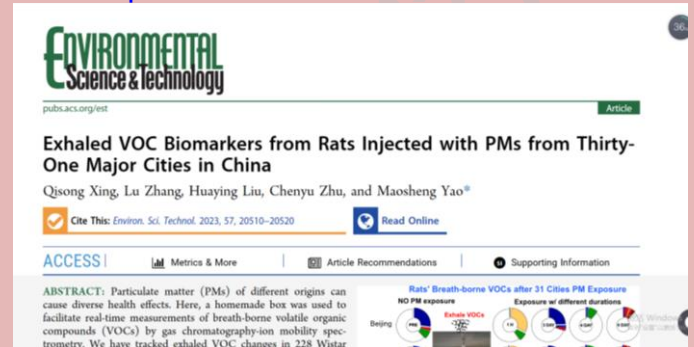 36
ENVIRONMENTAL
Science & Technology
pubs.acs.org/est
Article
Exhaled VOC Biomarkers from Rats Injected with PMs from Thirty-
One Major Cities in China
Qisong Xing, Lu Zhang, Huaying Liu, Chenyu Zhu, and Maosheng Yao*
Cite This: Environ. Sci. Technol. 2023, 57, 20510–20520
Read Online
ACCESS
Metrics & More
Article Recommendations
Supporting Information
ABSTRACT: Particulate matter (PMs) of different origins can
cause diverse health effects. Here, a homemade box was used to
facilitate real-time measurements of breath-borne volatile organic
compounds (VOCs) by gas chromatography-ion mobility spec-
trometry. We have tracked exhaled VOC changes in 228 Wistar
Rats' Breath-borne VOCs after 31 Cities PM Exposure
NO PM exposure
Exposure w/ different durations
Exhale VOCs
Beijing